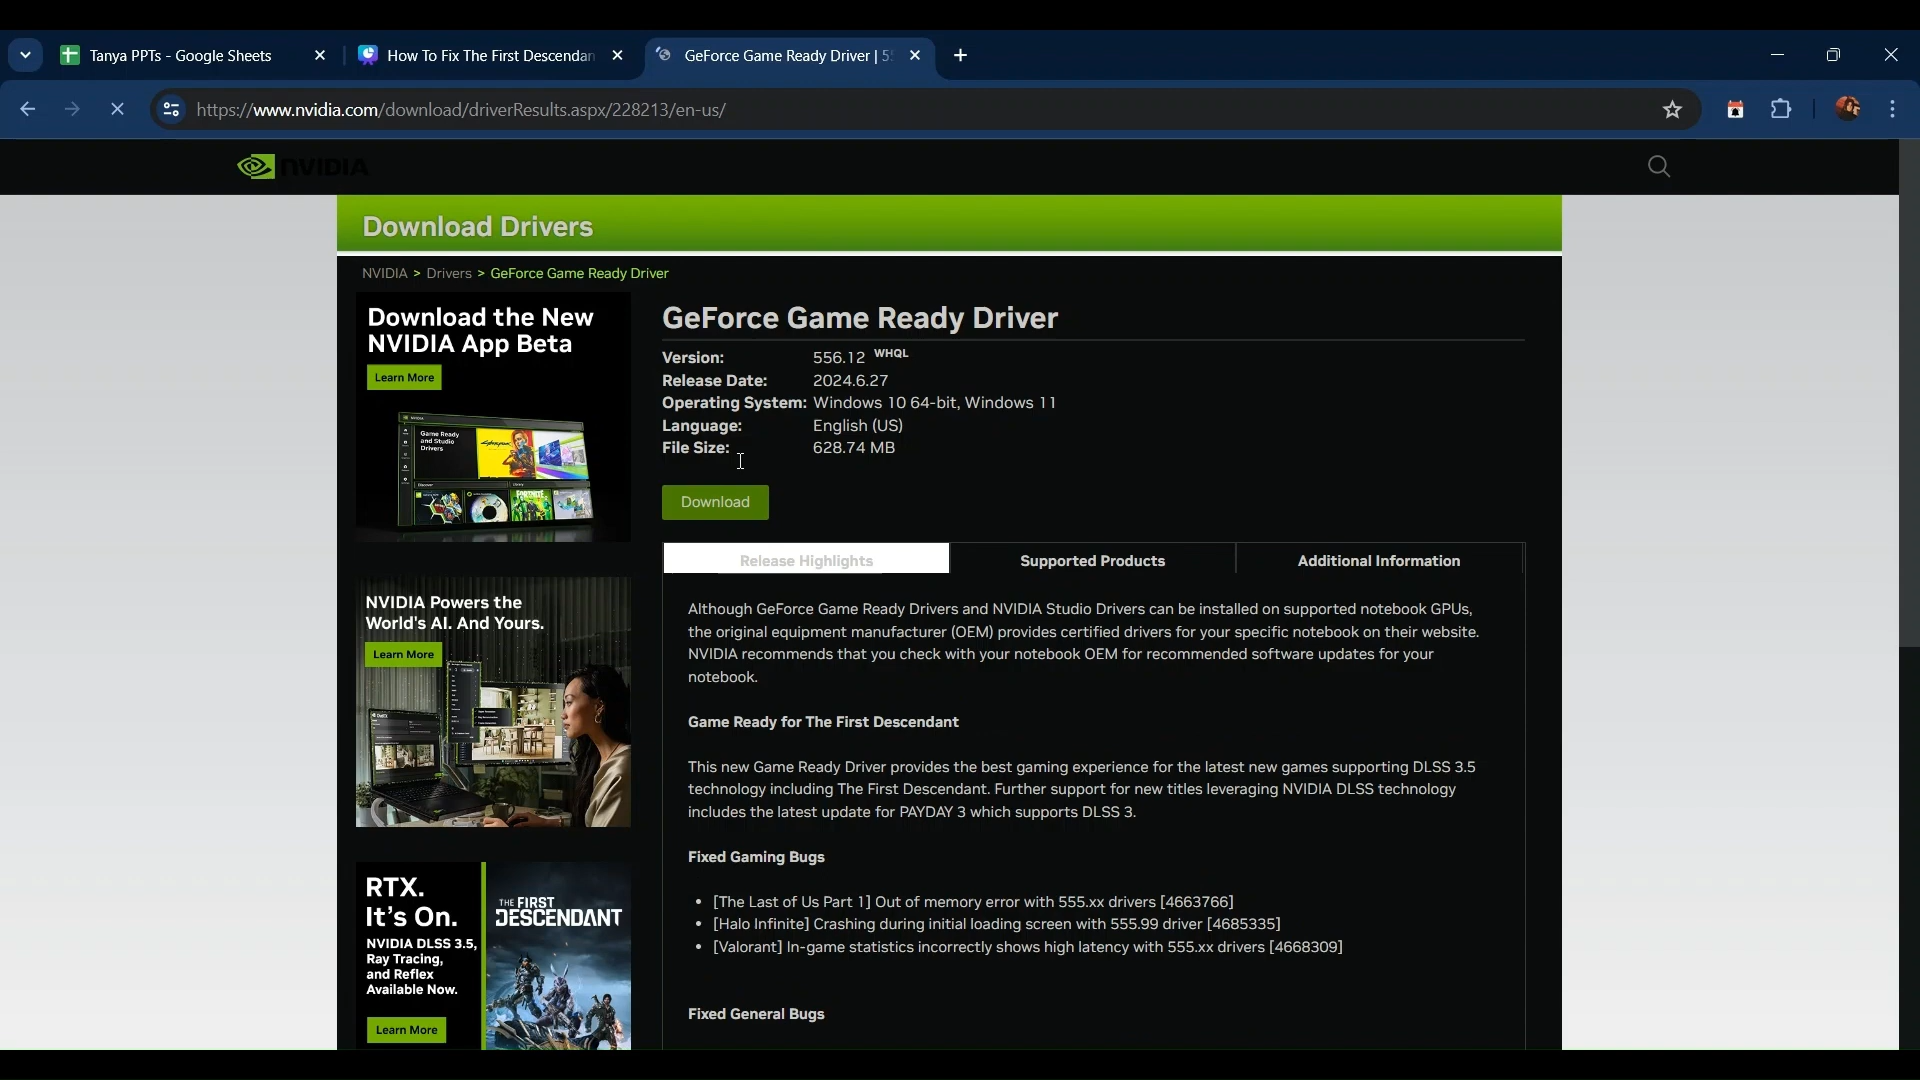 Tanya PPTs - Google Sheets
How To Fix The First Descendan
GeForce Game Ready Driver | 5
https://www.nvidia.com/download/driverResults.aspx/228213/en-us/
NVIDIA
Download Drivers
NVIDIA > Drivers > GeForce Game Ready Driver
Download the New
NVIDIA App Beta
Learn More
Game Ready
and Studio
Drivers
GeForce Game Ready Driver
Version: 556.12 WHQL
Release Date: 2024.6.27
Operating System: Windows 10 64-bit, Windows 11
Language: English (US)
File Size: 628.74 MB
Download
Release Highlights
Supported Products
Additional Information
Although GeForce Game Ready Drivers and NVIDIA Studio Drivers can be installed on supported notebook GPUs,
the original equipment manufacturer (OEM) provides certified drivers for your specific notebook on their website.
NVIDIA recommends that you check with your notebook OEM for recommended software updates for your
notebook.
Game Ready for The First Descendant
This new Game Ready Driver provides the best gaming experience for the latest new games supporting DLSS 3.5
technology including The First Descendant. Further support for new titles leveraging NVIDIA DLSS technology
includes the latest update for PAYDAY 3 which supports DLSS 3.
Fixed Gaming Bugs
• [The Last of Us Part 1] Out of memory error with 555.xx drivers [4663766]
• [Halo Infinite] Crashing during initial loading screen with 555.99 driver [4685335]
• [Valorant] In-game statistics incorrectly shows high latency with 555.xx drivers [4668309]
Fixed General Bugs
NVIDIA Powers the
World's AI. And Yours.
Learn More
RTX.
It's On.
NVIDIA DLSS 3.5,
Ray Tracing,
and Reflex
Available Now.
Learn More
THE FIRST
DESCENDANT